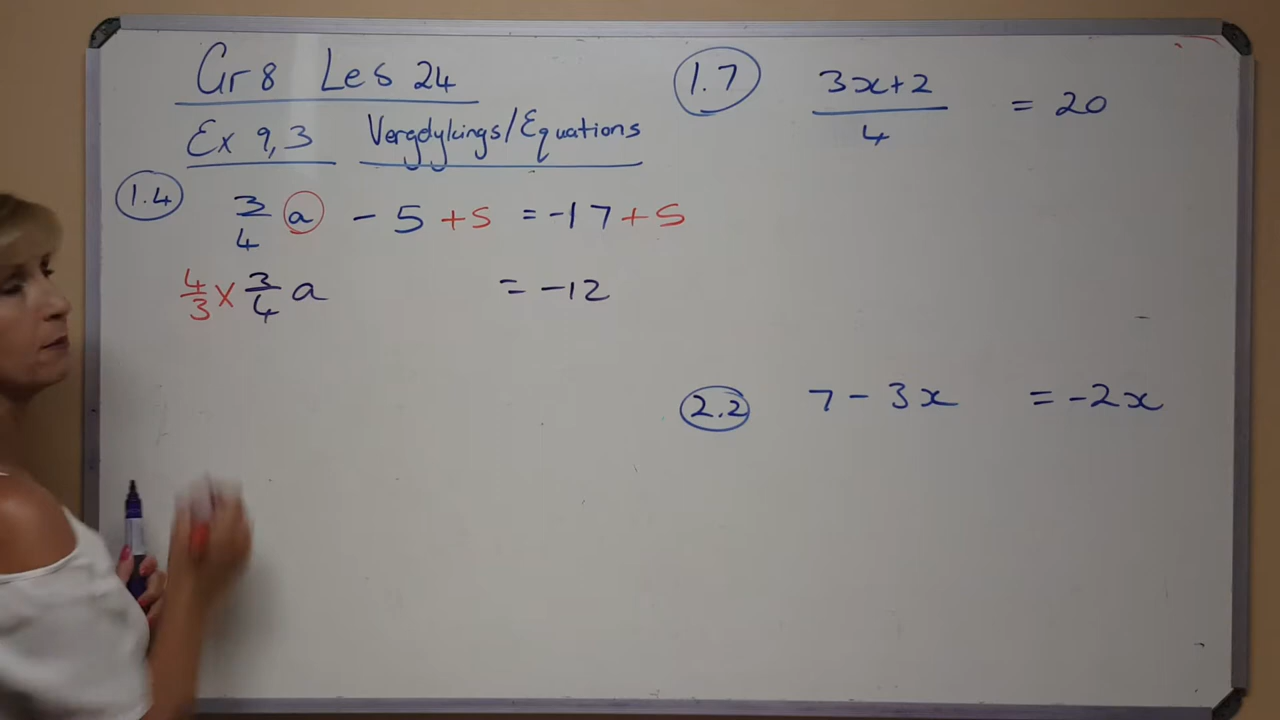 Gr 8 Les 24
Ex 9,3 Vergelykings/Equations
1.4 3/4 a - 5 + 5 = -17 + 5
4/3 × 3/4 a = -12
1.7 (3x+2)/4 = 20
2.2 7 - 3x = -2x